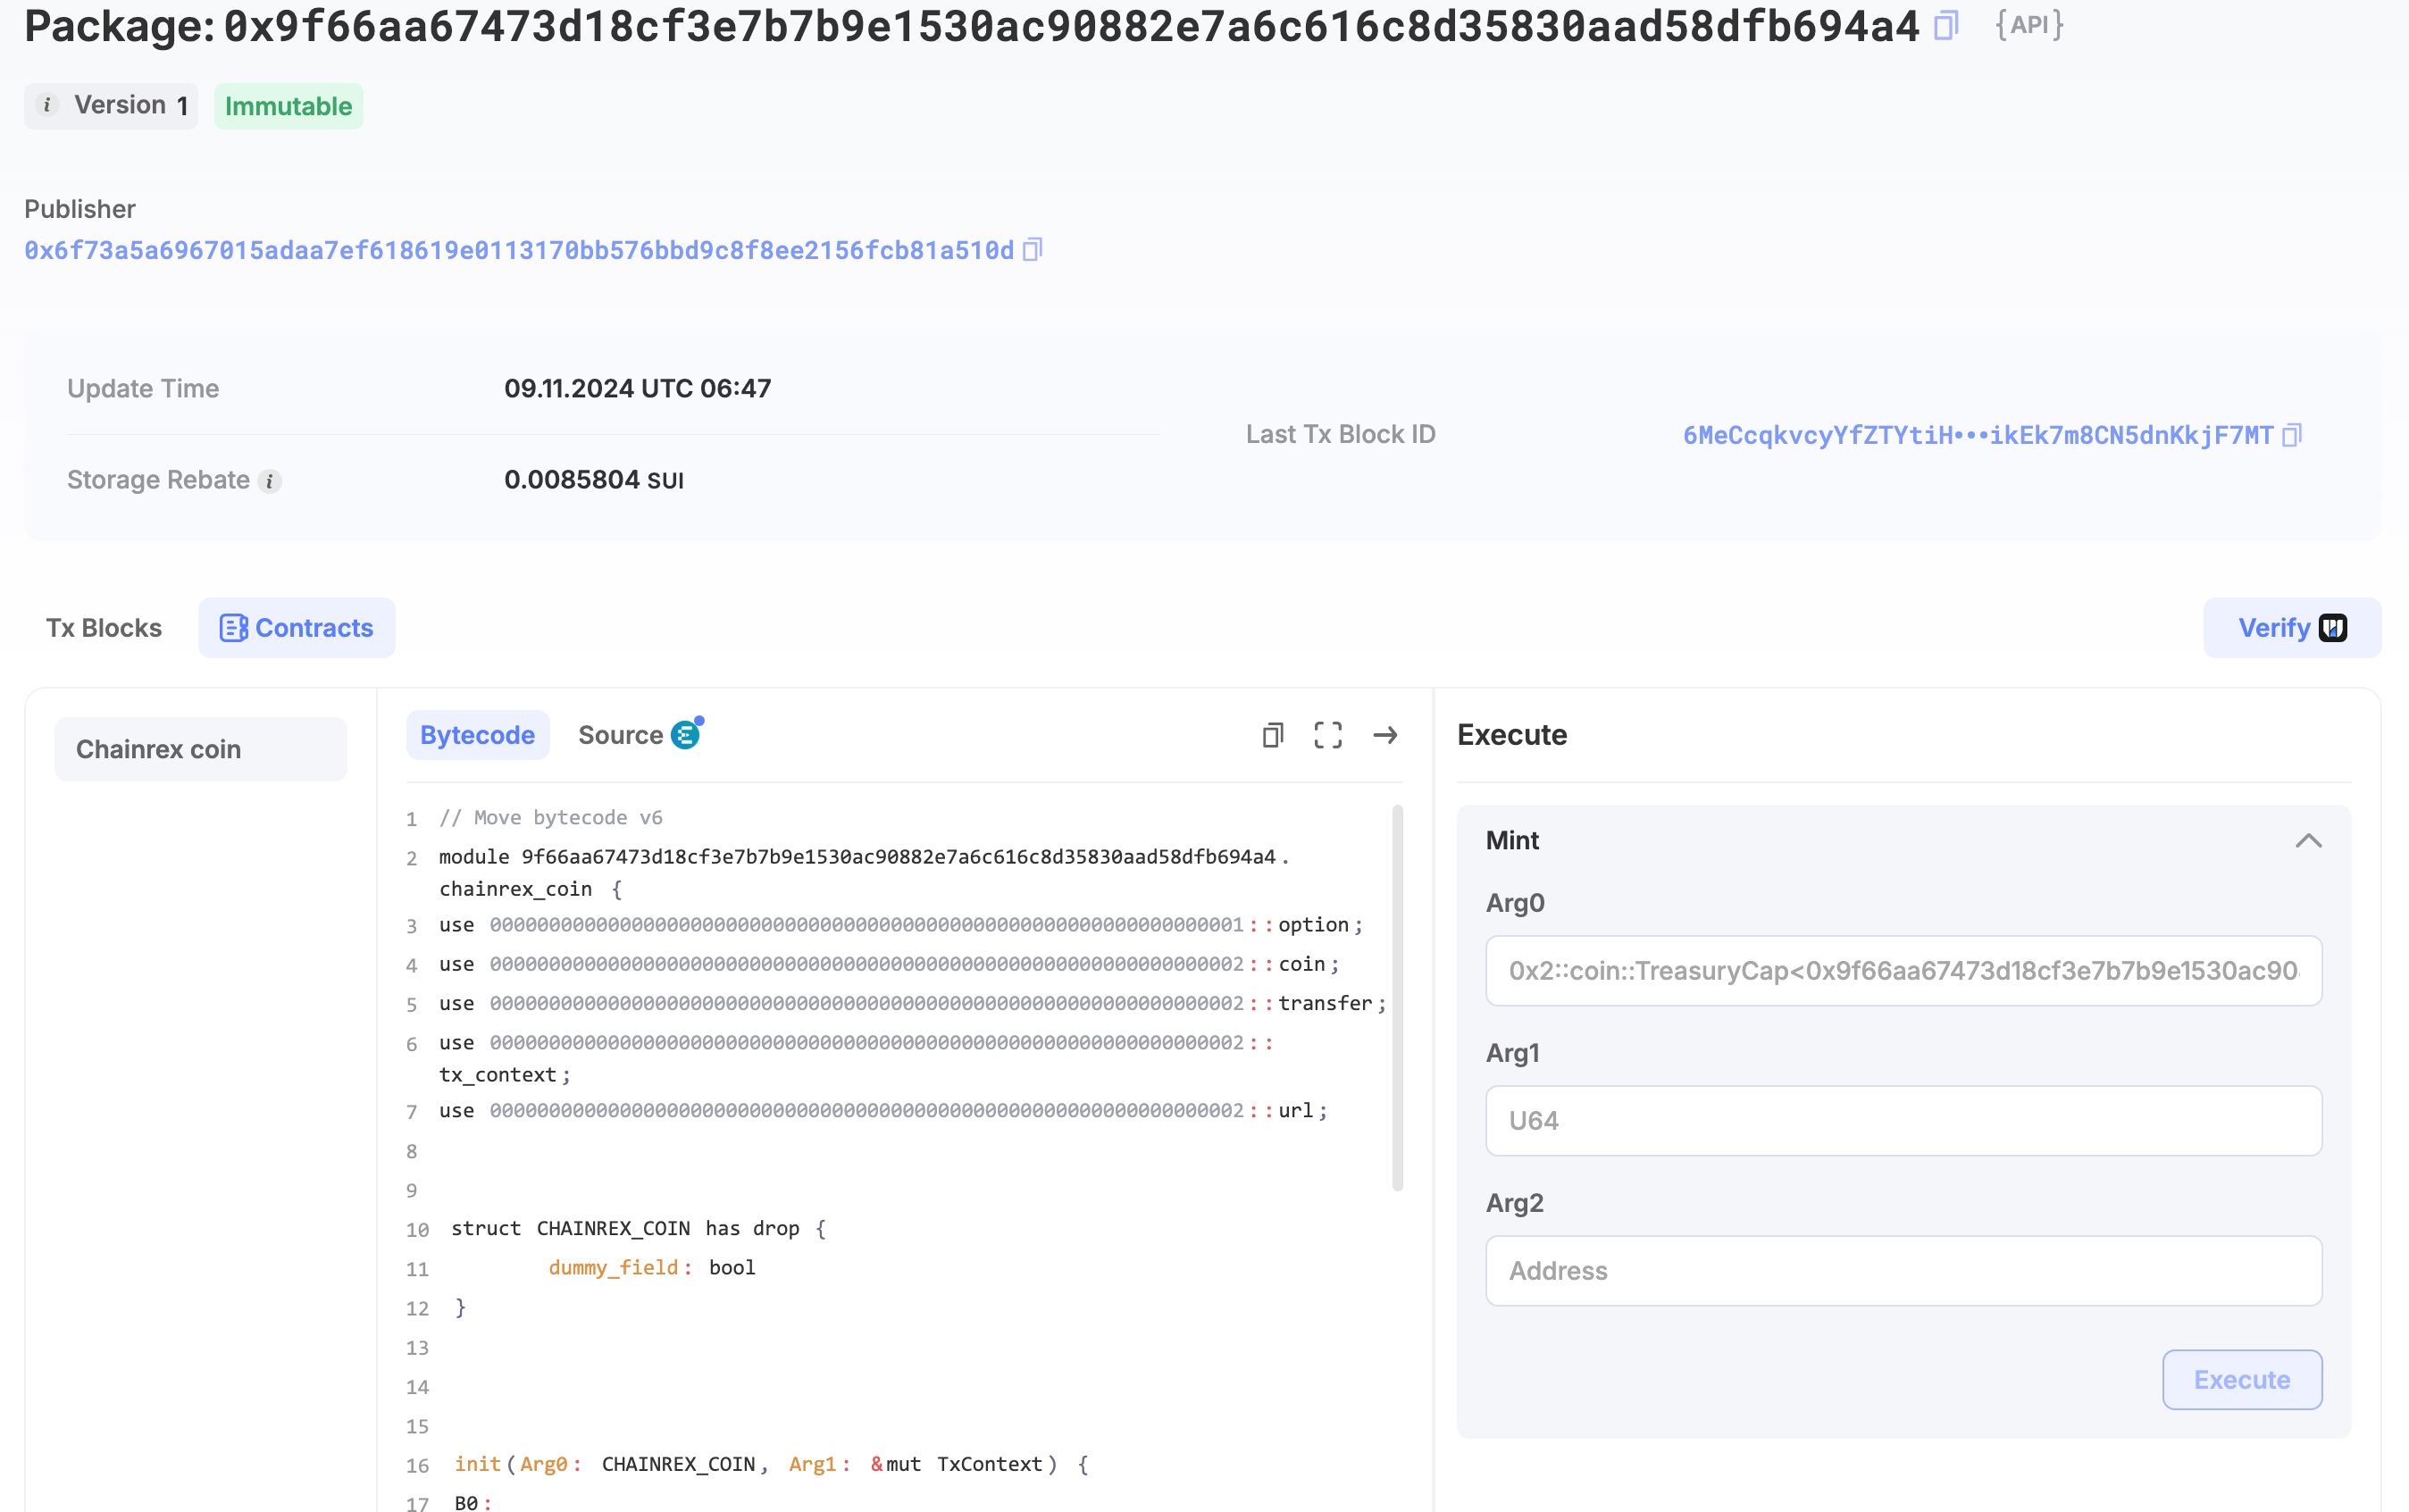 Package: 0x9f66aa67473d18cf3e7b7b9e1530ac90882e7a6c616c8d35830aad58dfb694a4 {API}
i Version 1 Immutable
Publisher
0x6f73a5a6967015adaa7ef618619e0113170bb576bbd9c8f8ee2156fcb81a510d
Update Time 09.11.2024 UTC 06:47
Last Tx Block ID 6MeCcqkvcyYfZTYtiH•••ikEk7m8CN5dnKkjF7MT
Storage Rebate i 0.0085804 SUI
Tx Blocks Contracts Verify
Chainrex coin
Bytecode Source
1 // Move bytecode v6
2 module 9f66aa67473d18cf3e7b7b9e1530ac90882e7a6c616c8d35830aad58dfb694a4.
chainrex_coin {
3 use 0000000000000000000000000000000000000000000000000000000000000001::option;
4 use 0000000000000000000000000000000000000000000000000000000000000002::coin;
5 use 0000000000000000000000000000000000000000000000000000000000000002::transfer;
6 use 0000000000000000000000000000000000000000000000000000000000000002::
tx_context;
7 use 0000000000000000000000000000000000000000000000000000000000000002::url;
8
9
10 struct CHAINREX_COIN has drop {
11 dummy_field: bool
12 }
13
14
15
16 init(Arg0: CHAINREX_COIN, Arg1: &mut TxContext) {
17 B0:
Execute
Mint
Arg0
0x2::coin::TreasuryCap<0x9f66aa67473d18cf3e7b7b9e1530ac90
Arg1
U64
Arg2
Address
Execute